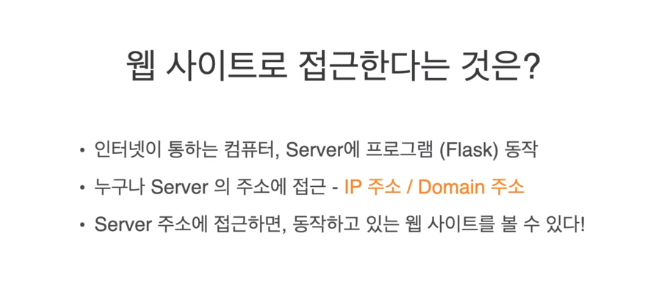 웹 사이트로 접근한다는 것은?
• 인터넷이 통하는 컴퓨터, Server에 프로그램 (Flask) 동작
• 누구나 Server 의 주소에 접근 - IP 주소 / Domain 주소
• Server 주소에 접근하면, 동작하고 있는 웹 사이트를 볼 수 있다!